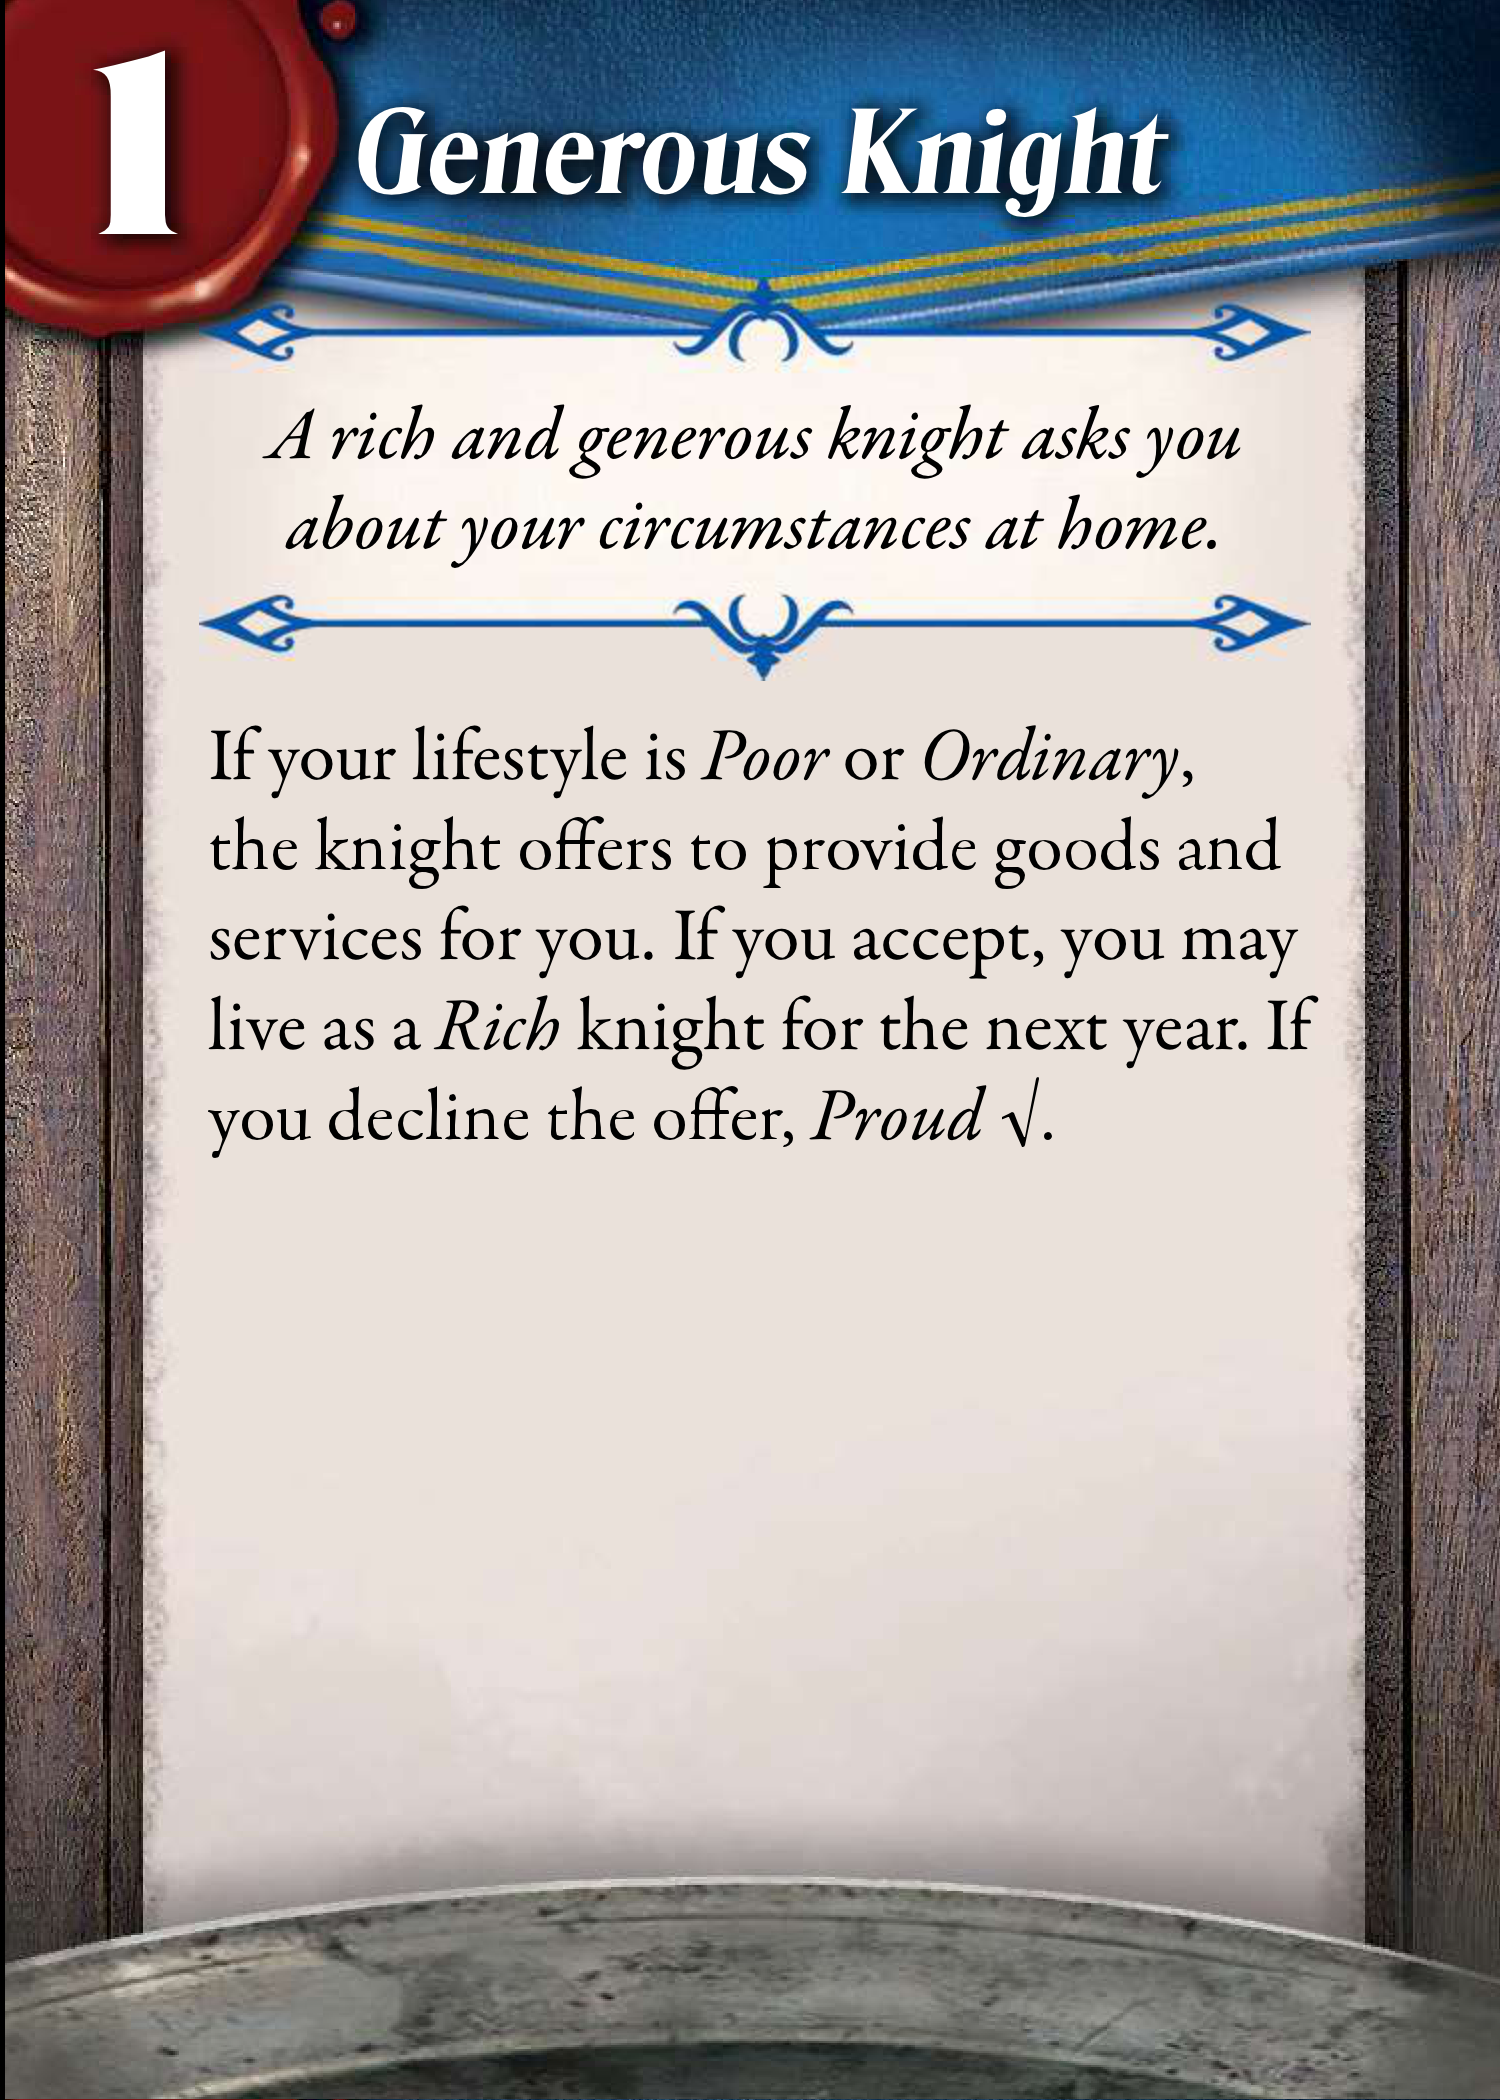 1
Generous Knight
A rich and generous knight asks you
about your circumstances at home.
If your lifestyle is Poor or Ordinary,
the knight offers to provide goods and
services for you. If you accept, you may
live as a Rich knight for the next year. If
you decline the offer, Proud √.